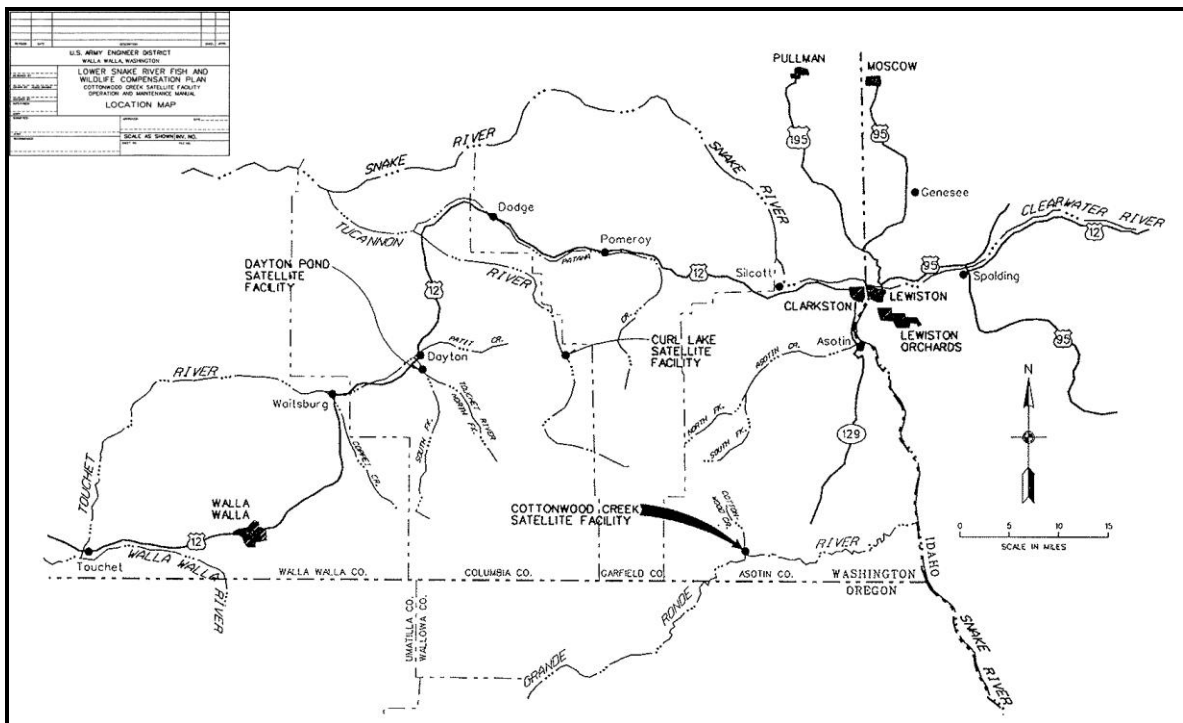 U.S. ARMY ENGINEER DISTRICT
WALLA WALLA, WASHINGTON
LOWER SNAKE RIVER FISH AND
WILDLIFE COMPENSATION PLAN
COTTONWOOD CREEK SATELLITE FACILITY
OPERATION AND MAINTENANCE MANUAL
LOCATION MAP
SCALE AS SHOWN INV. NO.
PULLMAN
MOSCOW
195
95
Genesee
SNAKE RIVER
SNAKE RIVER
CLEARWATER RIVER
12
95
Spalding
Dodge
TUCANNON RIVER
PATAHA CR.
Pomeroy
12
Silcott
CLARKSTON
LEWISTON
LEWISTON
ORCHARDS
95
DAYTON POND
SATELLITE
FACILITY
12
PATIT CR.
Dayton
CURL LAKE
SATELLITE
FACILITY
ASOTIN CR.
Asotin
NORTH FK.
SOUTH FK.
129
N
TOUCHET RIVER
Waitsburg
COPPEI CR.
SOUTH FK.
TOUCHET RIVER
NORTH FK.
WALLA
WALLA
12
Touchet
WALLA WALLA RIVER
COTTONWOOD CREEK
SATELLITE FACILITY
COTTON-
WOOD CR.
GRANDE RONDE RIVER
0 5 10 15
SCALE IN MILES
WALLA WALLA CO.
COLUMBIA CO.
GARFIELD CO.
ASOTIN CO.
WASHINGTON
OREGON
IDAHO
UMATILLA CO.
WALLOWA CO.
SNAKE RIVER